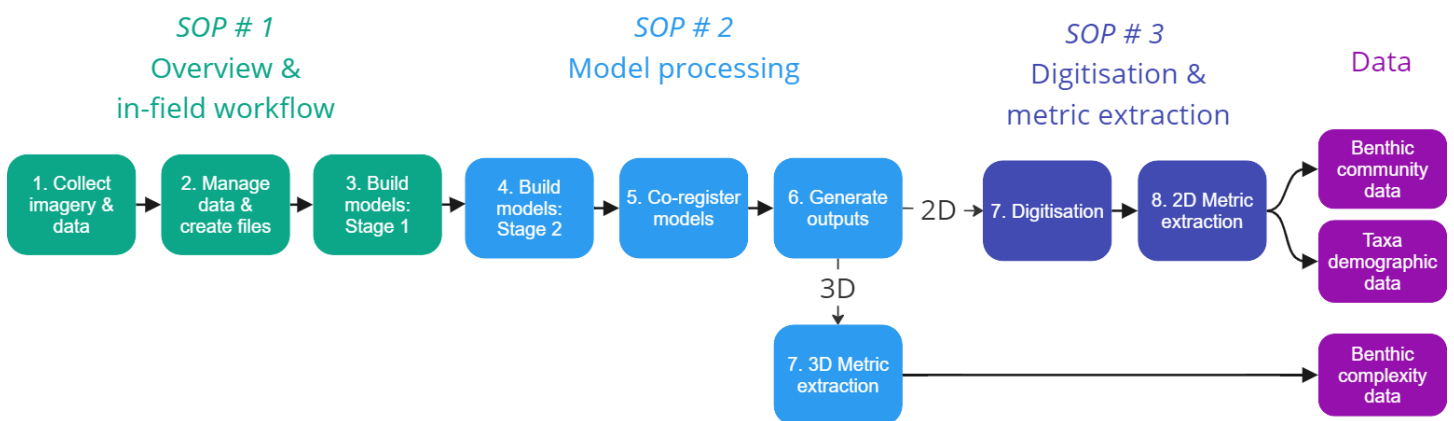 SOP # 1
Overview &
in-field workflow
SOP # 2
Model processing
SOP # 3
Digitisation &
metric extraction
Data
1. Collect
imagery &
data
2. Manage
data &
create files
3. Build
models:
Stage 1
4. Build
models:
Stage 2
5. Co-register
models
6. Generate
outputs
2D
7. Digitisation
8. 2D Metric
extraction
Benthic
community
data
Taxa
demographic
data
3D
7. 3D Metric
extraction
Benthic
complexity
data